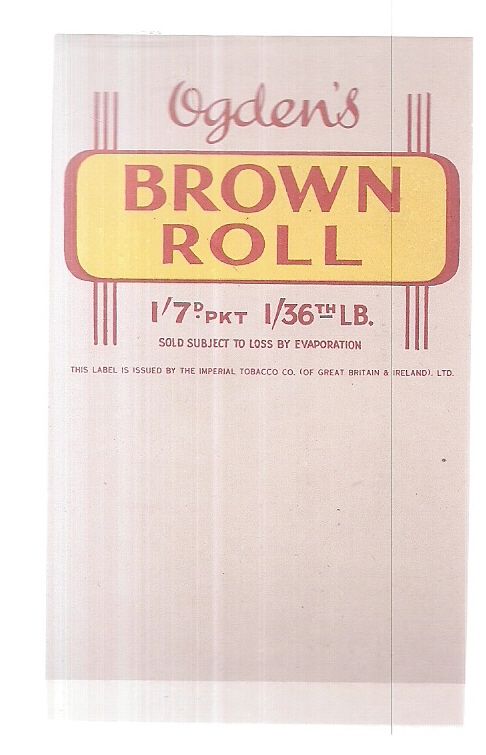 Ogden's
BROWN
ROLL
1/7D. PKT 1/36TH LB.
SOLD SUBJECT TO LOSS BY EVAPORATION
THIS LABEL IS ISSUED BY THE IMPERIAL TOBACCO CO. (OF GREAT BRITAIN & IRELAND), LTD.